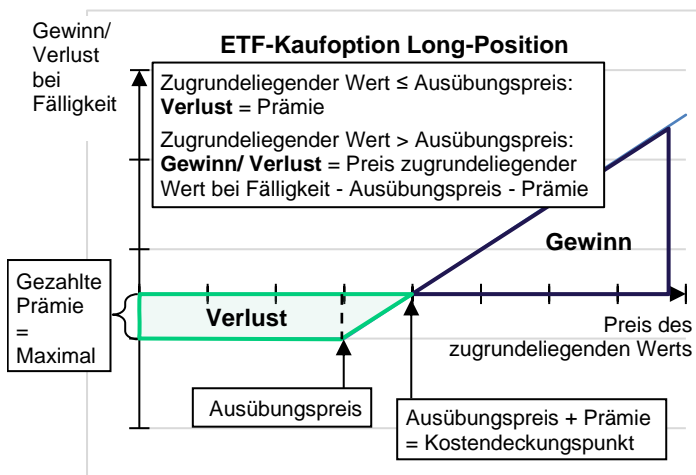 Gewinn/
Verlust
bei
Fälligkeit
ETF-Kaufoption Long-Position
Zugrundeliegender Wert ≤ Ausübungspreis:
Verlust = Prämie
Zugrundeliegender Wert > Ausübungspreis:
Gewinn/ Verlust = Preis zugrundeliegender
Wert bei Fälligkeit - Ausübungspreis - Prämie
Gewinn
Gezahlte
Prämie
=
Maximal
Verlust
Preis des
zugrundeliegenden Werts
Ausübungspreis
Ausübungspreis + Prämie
= Kostendeckungspunkt